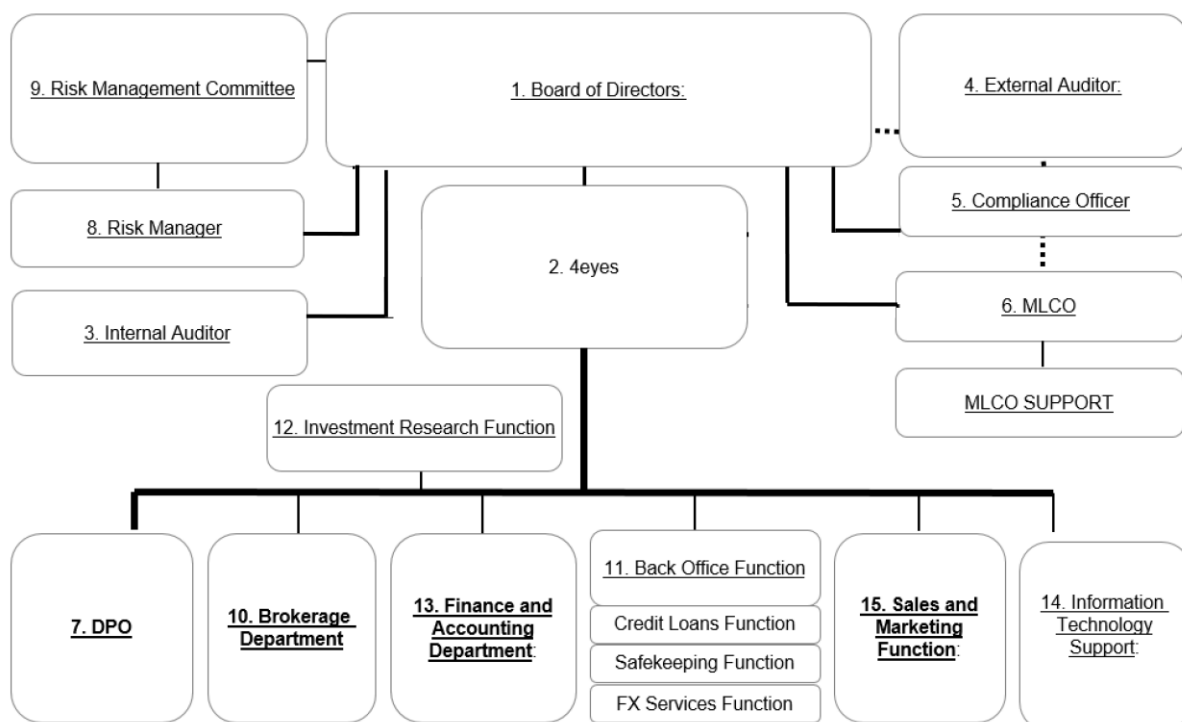 9. Risk Management Committee
1. Board of Directors:
4. External Auditor:
8. Risk Manager
5. Compliance Officer
2. 4eyes
3. Internal Auditor
6. MLCO
MLCO SUPPORT
12. Investment Research Function
7. DPO
10. Brokerage
Department
13. Finance and
Accounting
Department:
11. Back Office Function
Credit Loans Function
Safekeeping Function
FX Services Function
15. Sales and
Marketing
Function:
14. Information
Technology
Support: